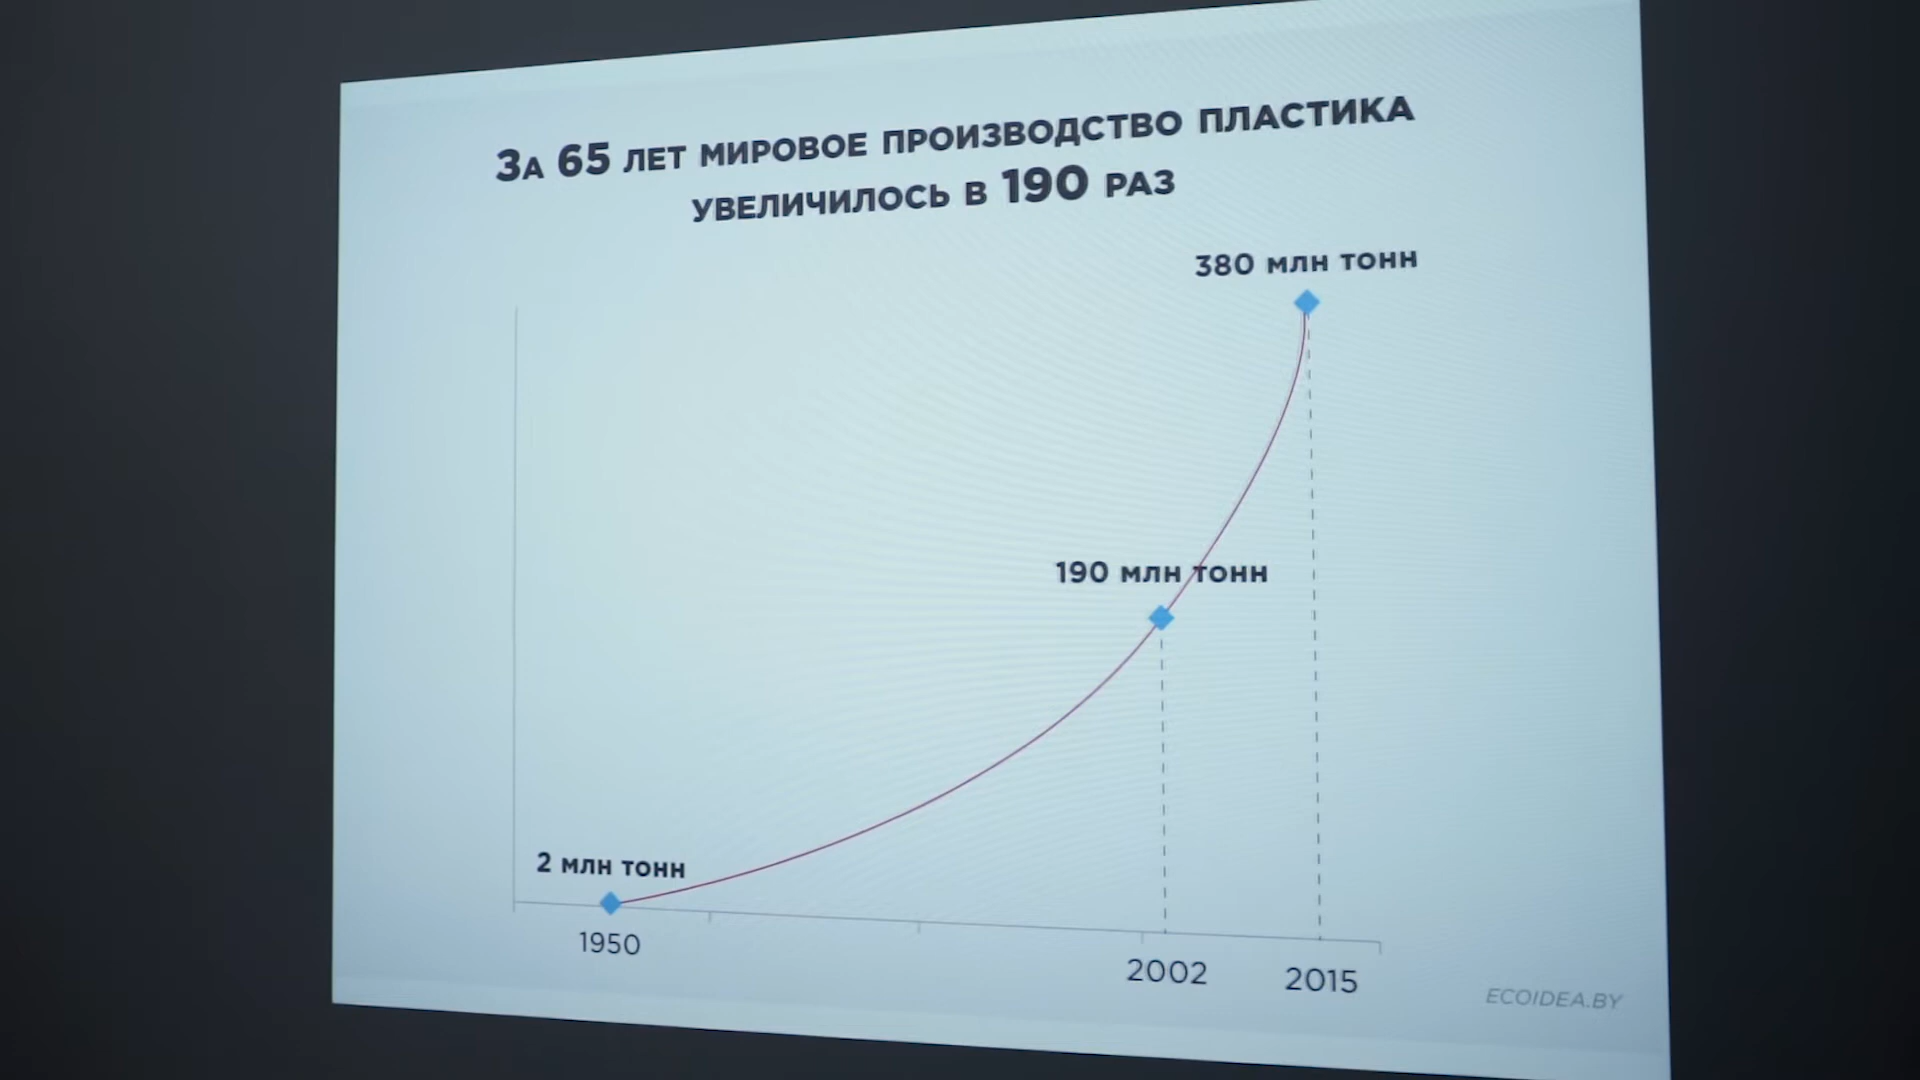 За 65 лет мировое производство пластика
увеличилось в 190 раз
380 млн тонн
190 млн тонн
2 млн тонн
1950
2002
2015
ECOIDEA.BY